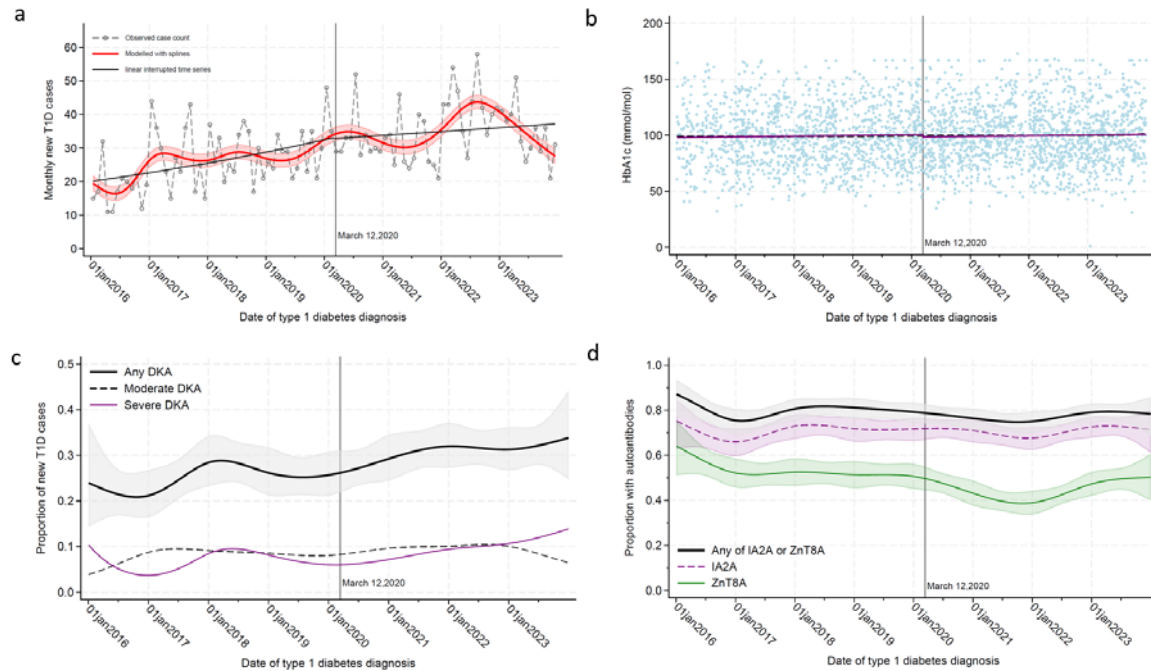 a
Monthly new T1D cases
60
50
40
30
20
10
0
Observed case count
Modelled with splines
linear interrupted time series
March 12,2020
01jan2016
01jan2017
01jan2018
01jan2019
01jan2020
01jan2021
01jan2022
01jan2023
Date of type 1 diabetes diagnosis
b
HbA1c (mmol/mol)
200
150
100
50
0
March 12,2020
01jan2016
01jan2017
01jan2018
01jan2019
01jan2020
01jan2021
01jan2022
01jan2023
Date of type 1 diabetes diagnosis
c
Proportion of new T1D cases
0.5
0.4
0.3
0.2
0.1
0.0
Any DKA
Moderate DKA
Severe DKA
March 12,2020
01jan2016
01jan2017
01jan2018
01jan2019
01jan2020
01jan2021
01jan2022
01jan2023
Date of type 1 diabetes diagnosis
d
Proportion with autoantibodies
1.0
0.8
0.6
0.4
0.2
0.0
Any of IA2A or ZnT8A
IA2A
ZnT8A
March 12,2020
01jan2016
01jan2017
01jan2018
01jan2019
01jan2020
01jan2021
01jan2022
01jan2023
Date of type 1 diabetes diagnosis